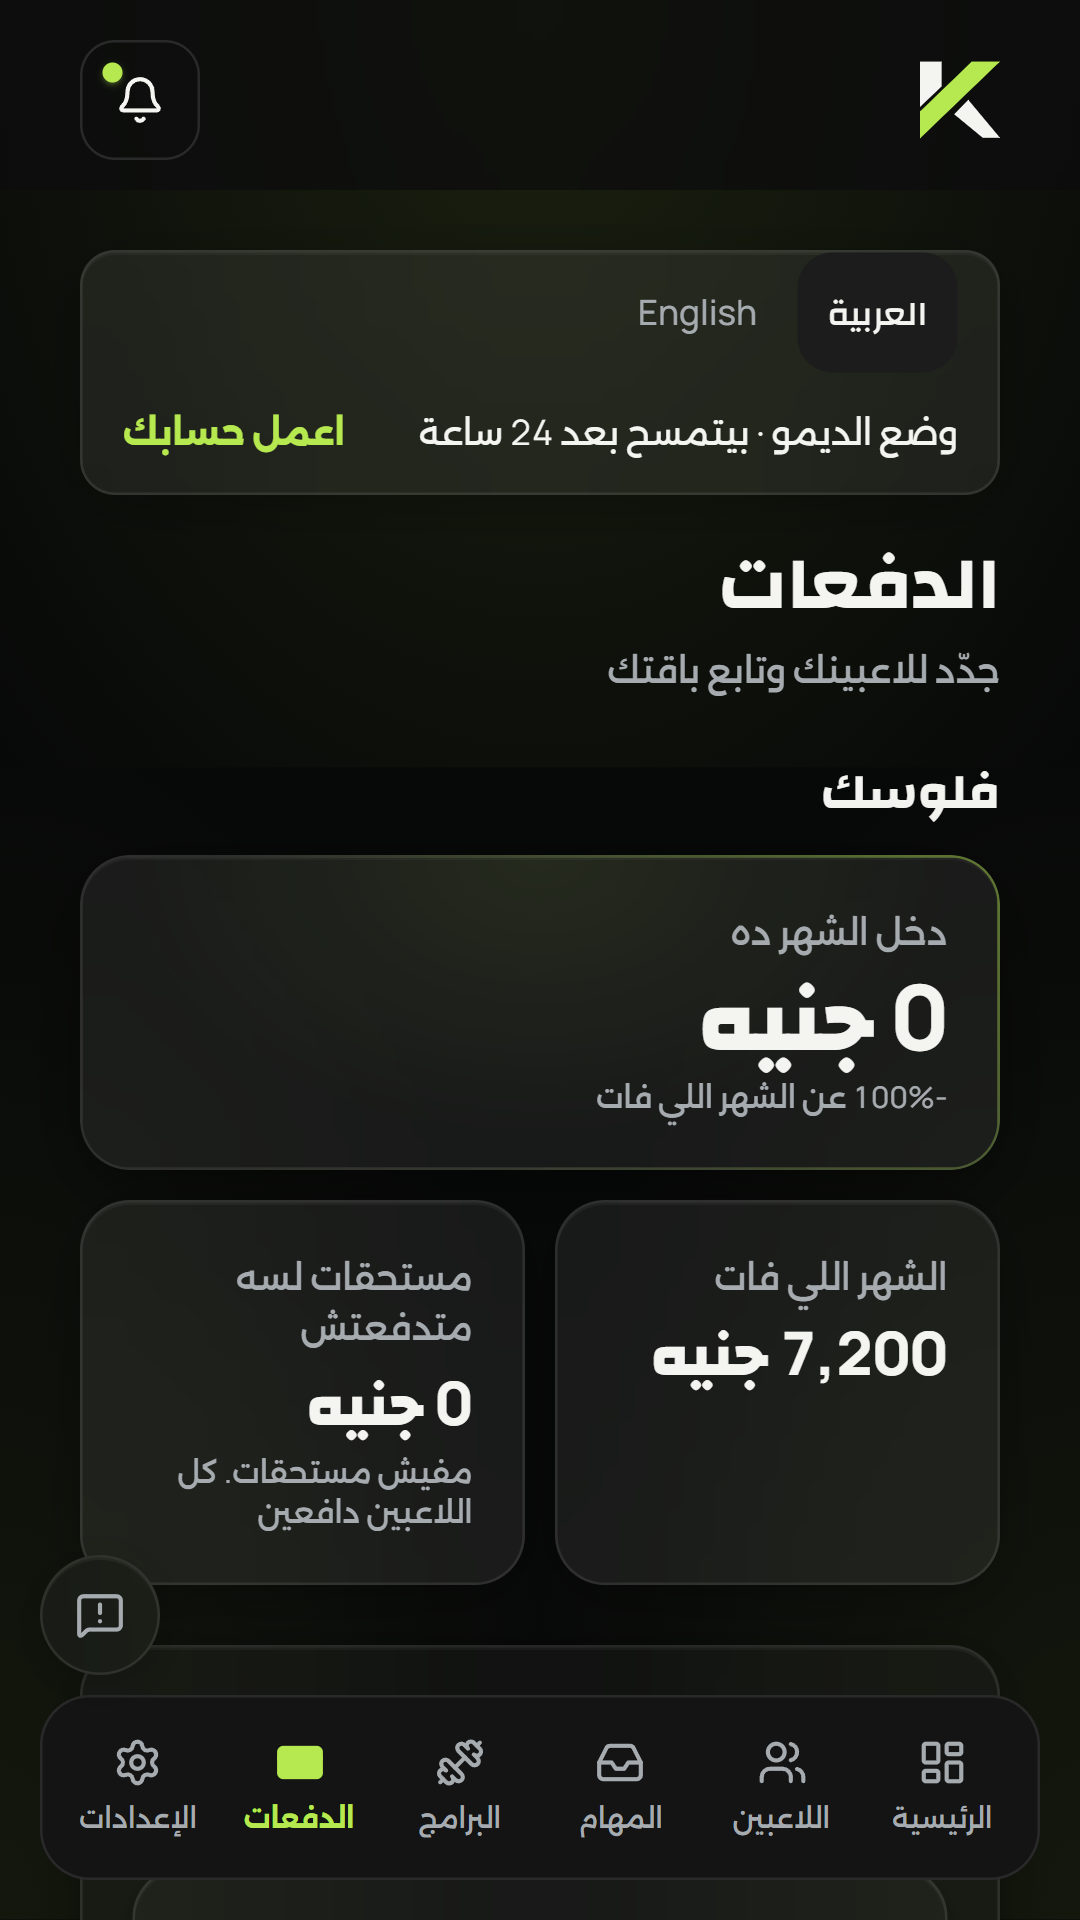 العربية
English
وضع الديمو · بيتمسح بعد 24 ساعة
اعمل حسابك
الدفعات
جدّد للاعبينك وتابع باقتك
فلوسك
دخل الشهر ده
0 جنيه
-100% عن الشهر اللي فات
الشهر اللي فات
7,200 جنيه
مستحقات لسه
متدفعتش
0 جنيه
مفيش مستحقات. كل
اللاعبين دافعين
الرئيسية
اللاعبين
المهام
البرامج
الدفعات
الإعدادات